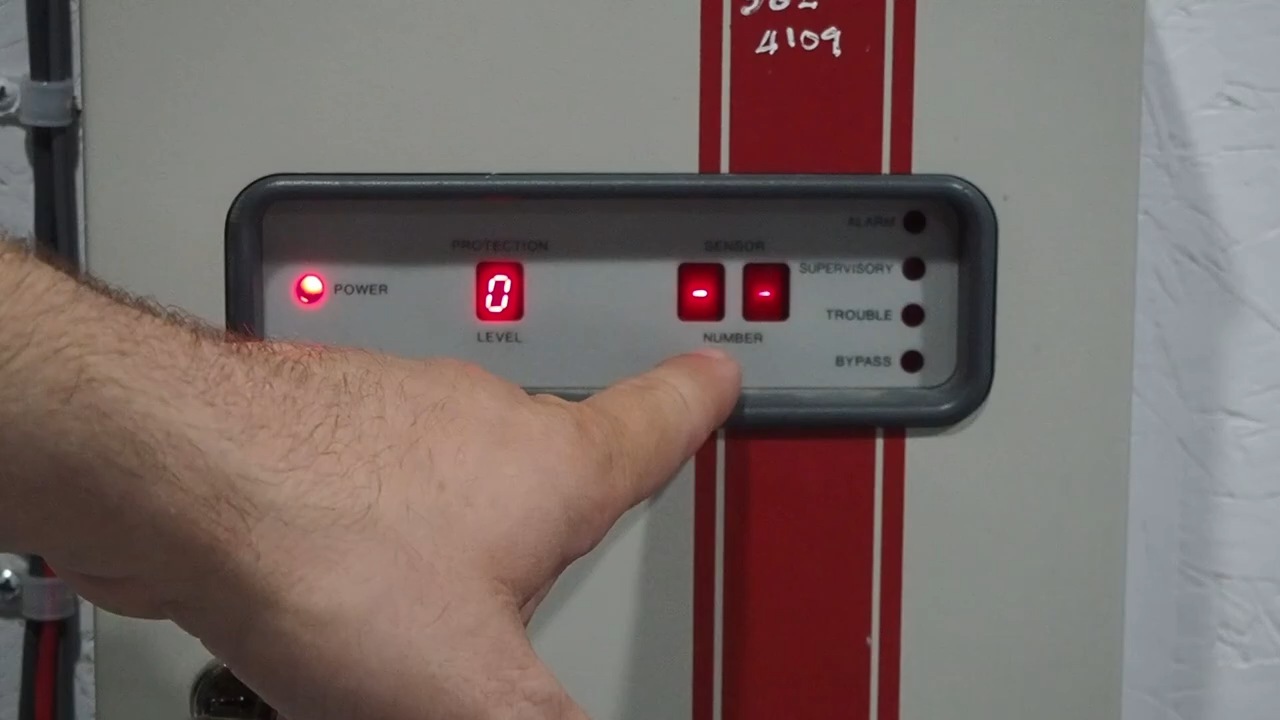 4109
PROTECTION
0
LEVEL
POWER
SENSOR
--
NUMBER
ALARM
SUPERVISORY
TROUBLE
BYPASS